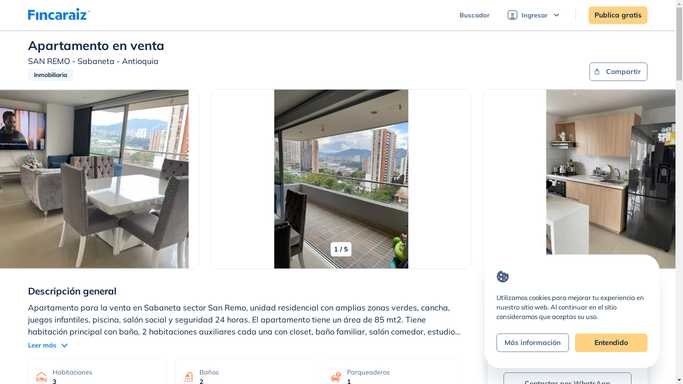 Fincaraiz
Buscador
Ingresar
Publica gratis
Apartamento en venta
SAN REMO - Sabaneta - Antioquia
Inmobiliaria
Compartir
1 / 5
Descripción general
Apartamento para la venta en Sabaneta sector San Remo, unidad residencial con amplias zonas verdes, cancha,
juegos infantiles, piscina, salón social y seguridad 24 horas. El apartamento tiene un área de 85 mt2. Tiene
habitación principal con baño, 2 habitaciones auxiliares cada una con closet, baño familiar, salón comedor, estudio...
Leer más
Habitaciones
3
Baños
2
Parqueaderos
1
Utilizamos cookies para mejorar tu experiencia en
nuestro sitio web. Al continuar en el sitio
consideramos que aceptas su uso.
Más información
Entendido
Contactar por WhatsApp